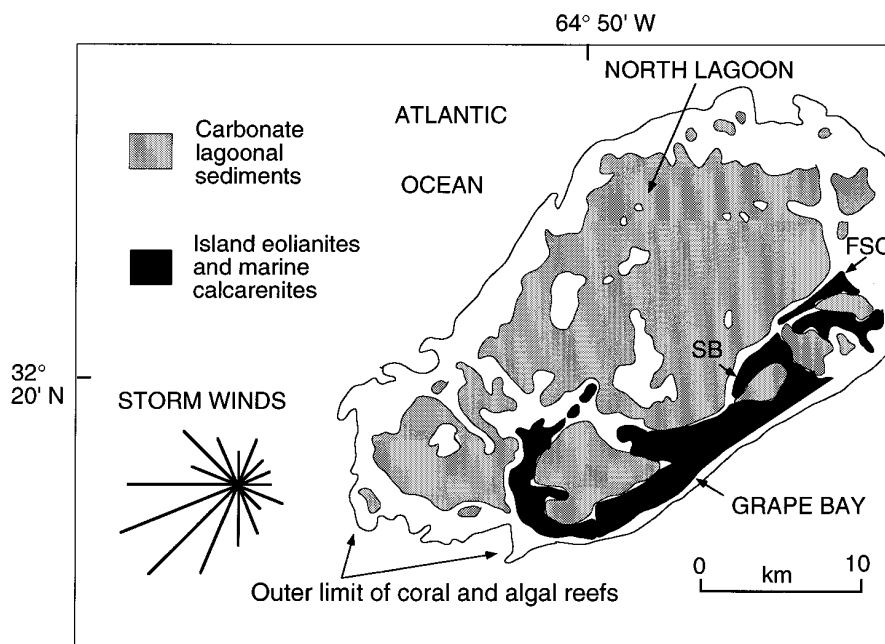 64° 50' W
NORTH LAGOON
ATLANTIC
OCEAN
Carbonate
lagoonal
sediments
Island eolianites
and marine
calcarenites
FSC
SB
32°
20' N
STORM WINDS
GRAPE BAY
0 10
km
Outer limit of coral and algal reefs